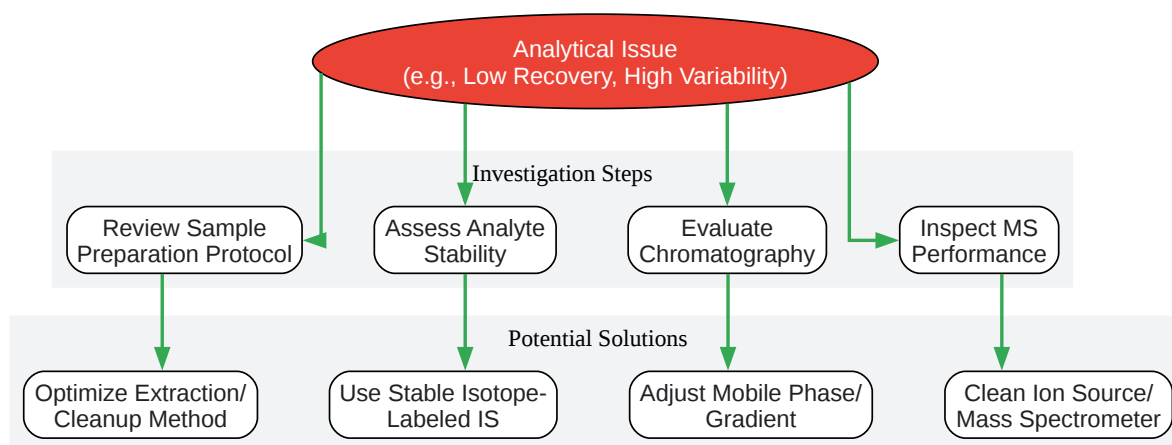 Analytical Issue
(e.g., Low Recovery, High Variability)
Investigation Steps
Review Sample
Preparation Protocol
Assess Analyte
Stability
Evaluate
Chromatography
Inspect MS
Performance
Potential Solutions
Optimize Extraction/
Cleanup Method
Use Stable Isotope-
Labeled IS
Adjust Mobile Phase/
Gradient
Clean Ion Source/
Mass Spectrometer